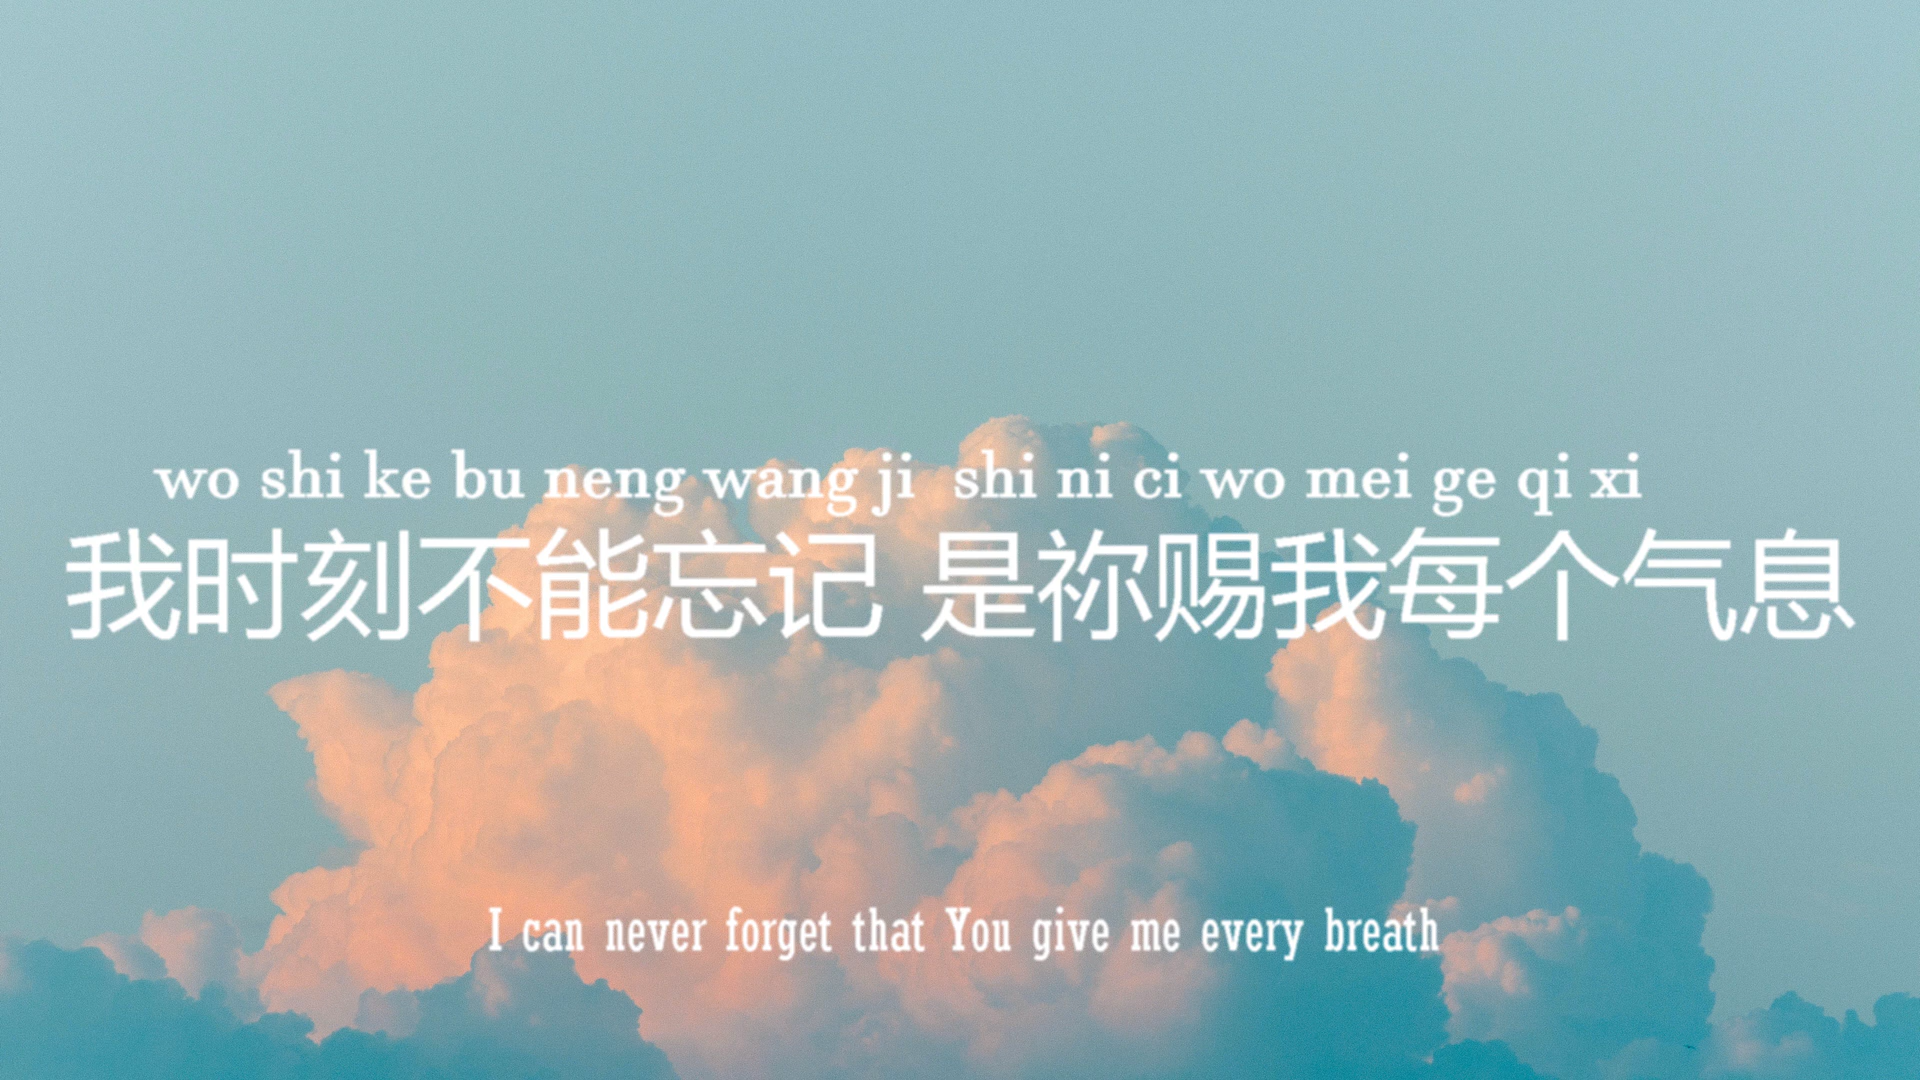 wo shi ke bu neng wang ji shi ni ci wo mei ge qi xi
我时刻不能忘记 是祢赐我每个气息
I can never forget that You give me every breath